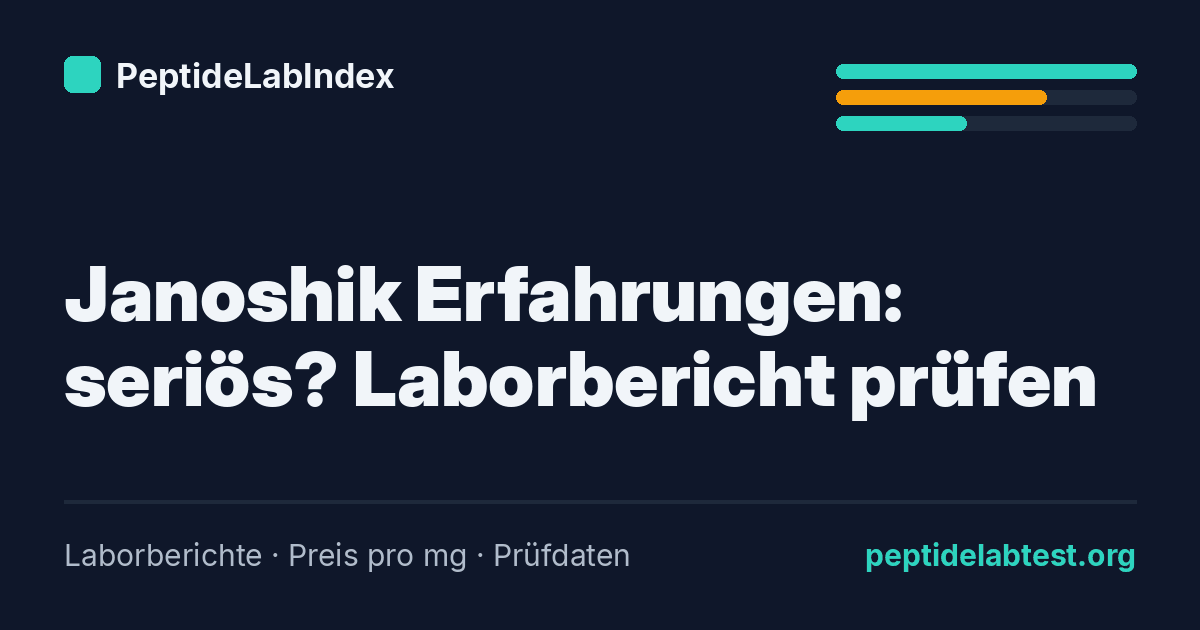 PeptideLabIndex
Janoshik Erfahrungen:
seriös? Laborbericht prüfen
Laborberichte · Preis pro mg · Prüfdaten
peptidelabtest.org